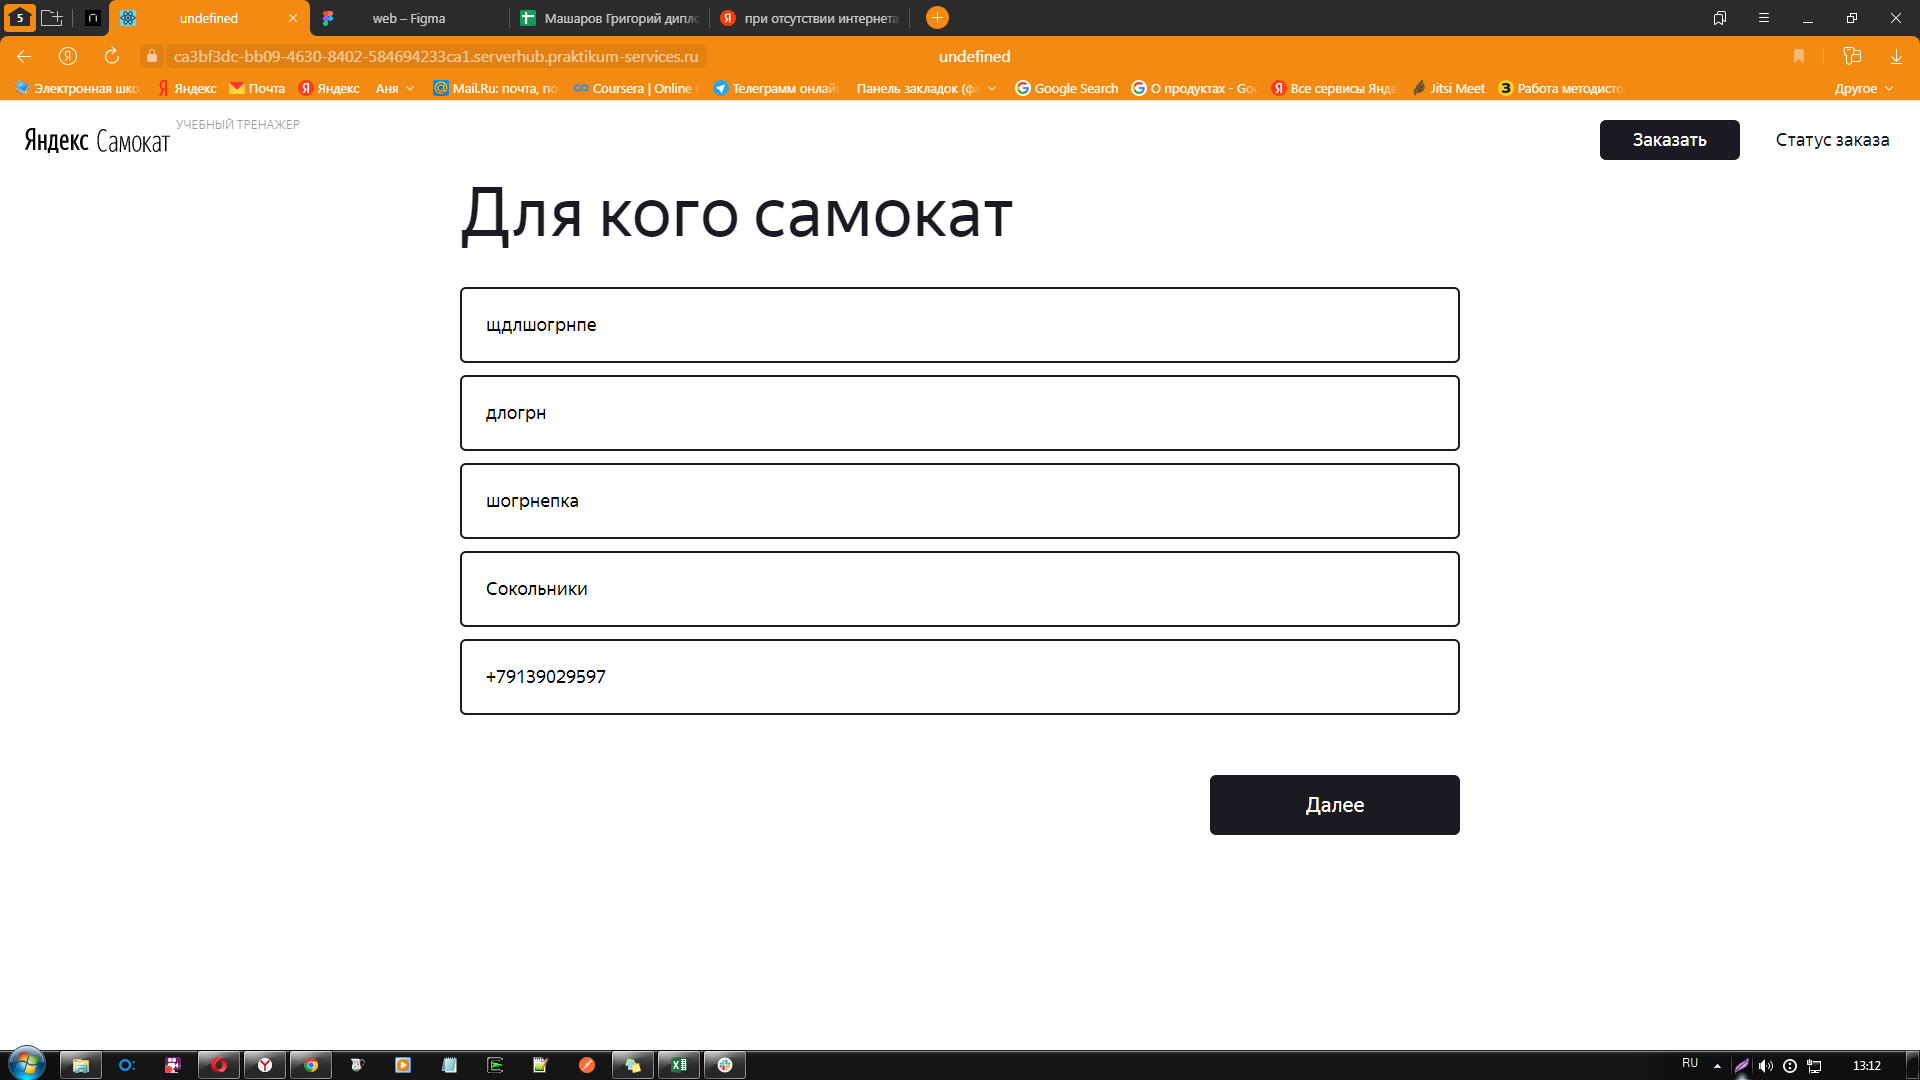 5
undefined
web – Figma
Машаров Григорий дипло
при отсутствии интернета
ca3bf3dc-bb09-4630-8402-584694233ca1.serverhub.praktikum-services.ru
undefined
Электронная шко
Яндекс
Почта
Яндекс
Аня
Mail.Ru: почта, по
Coursera | Online
Телеграмм онлай
Панель закладок (фа
Google Search
О продуктах - Goo
Все сервисы Янде
Jitsi Meet
Работа методисто
Другое
Яндекс Самокат
УЧЕБНЫЙ ТРЕНАЖЕР
Заказать
Статус заказа
Для кого самокат
щдлшогрнпе
длогрн
шогрнепка
Сокольники
+79139029597
Далее
RU
13:12